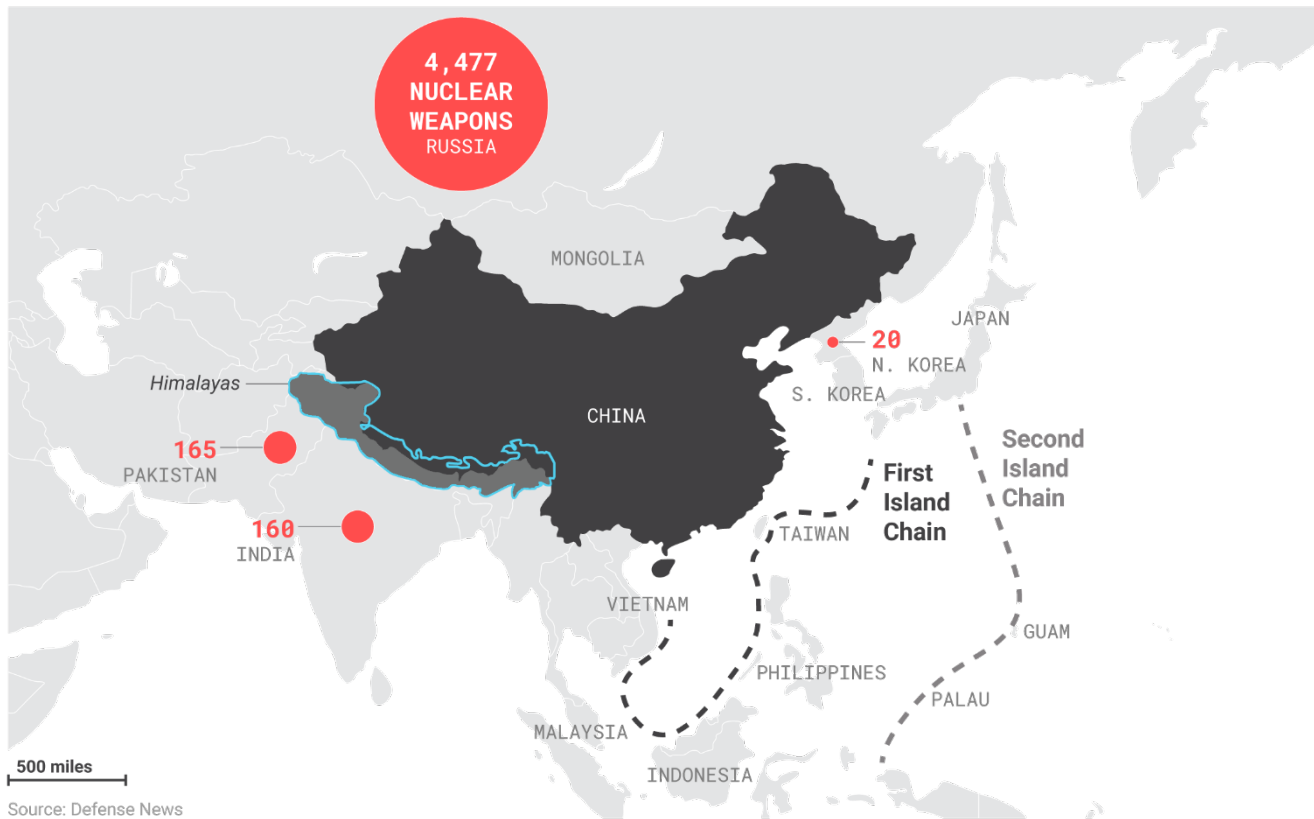 4,477
NUCLEAR
WEAPONS
RUSSIA
MONGOLIA
JAPAN
20
N. KOREA
S. KOREA
Himalayas
CHINA
165
PAKISTAN
Second
Island
Chain
First
Island
Chain
160
INDIA
TAIWAN
VIETNAM
GUAM
PHILIPPINES
PALAU
MALAYSIA
INDONESIA
500 miles
Source: Defense News